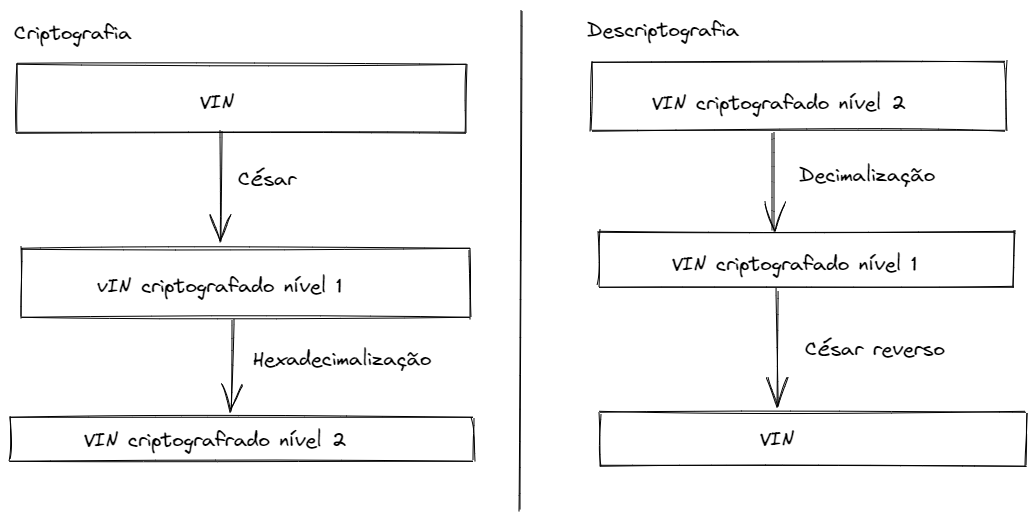 Criptografia
VIN
César
VIN criptografado nível 1
Hexadecimalização
VIN criptografrado nível 2
Descriptografia
VIN criptografado nível 2
Decimalização
VIN criptografado nível 1
César reverso
VIN